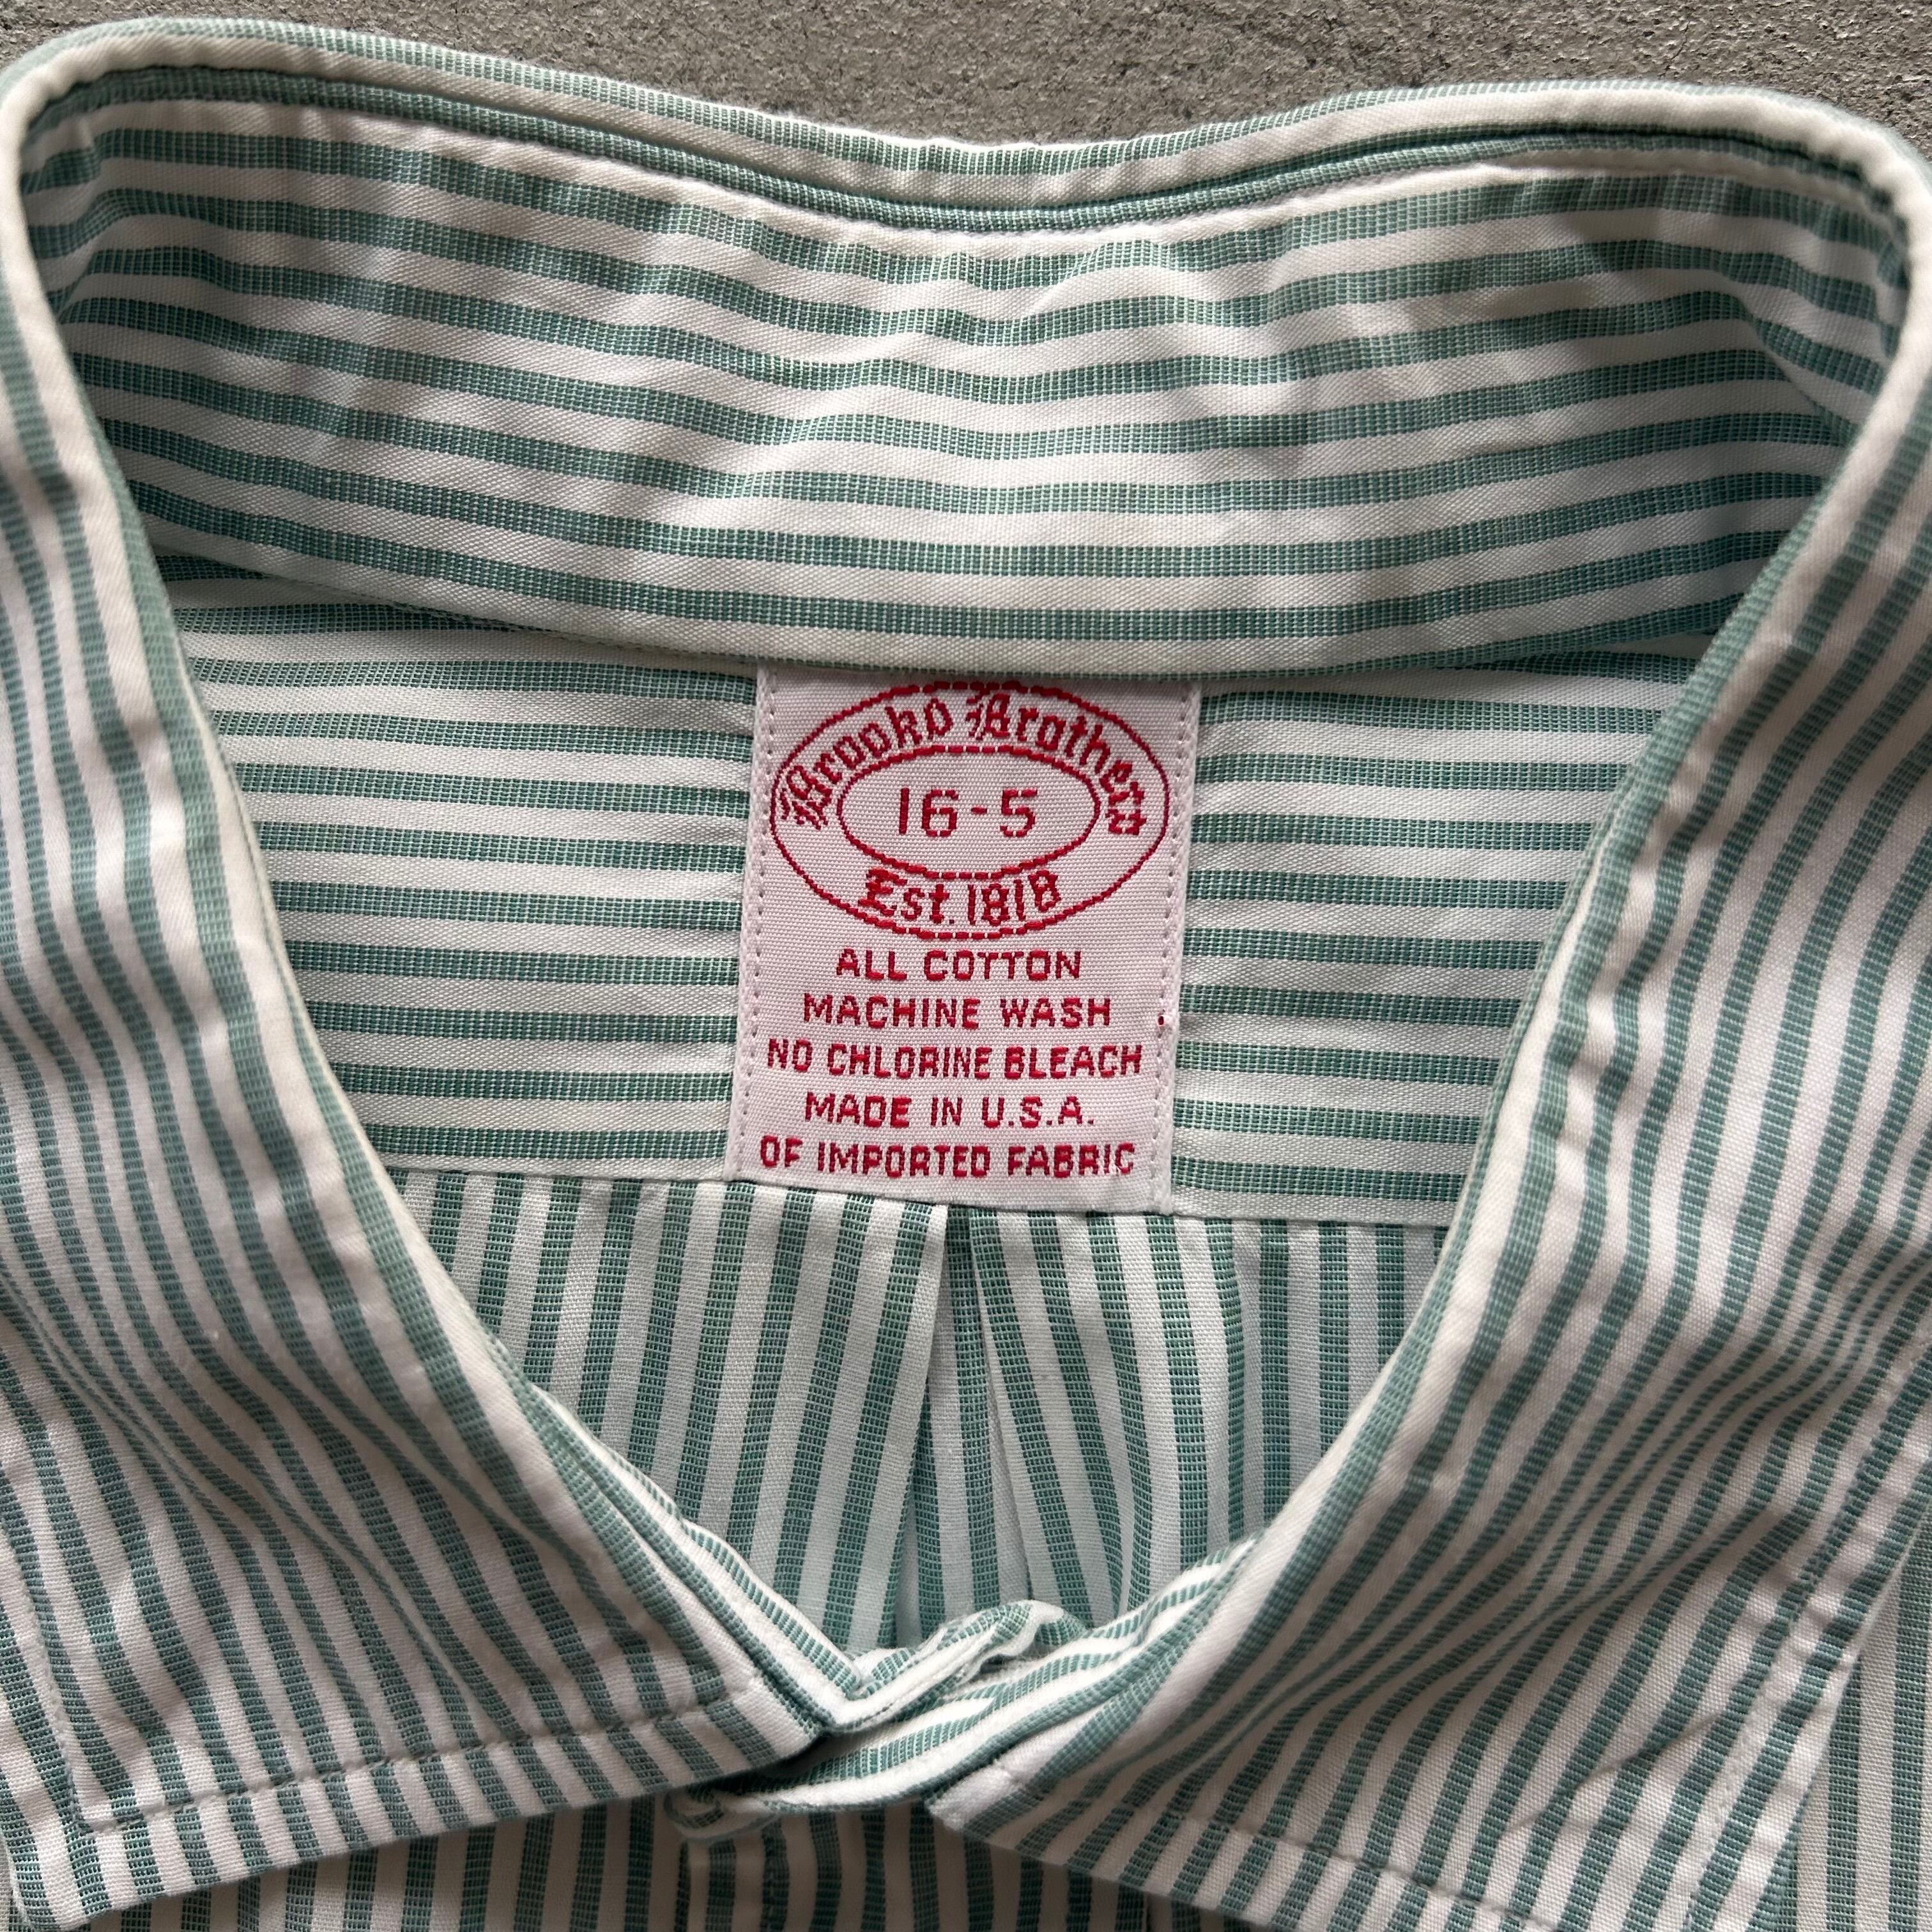 Brooks Brothers
16-5
Est. 1818
ALL COTTON
MACHINE WASH
NO CHLORINE BLEACH
MADE IN U.S.A.
OF IMPORTED FABRIC